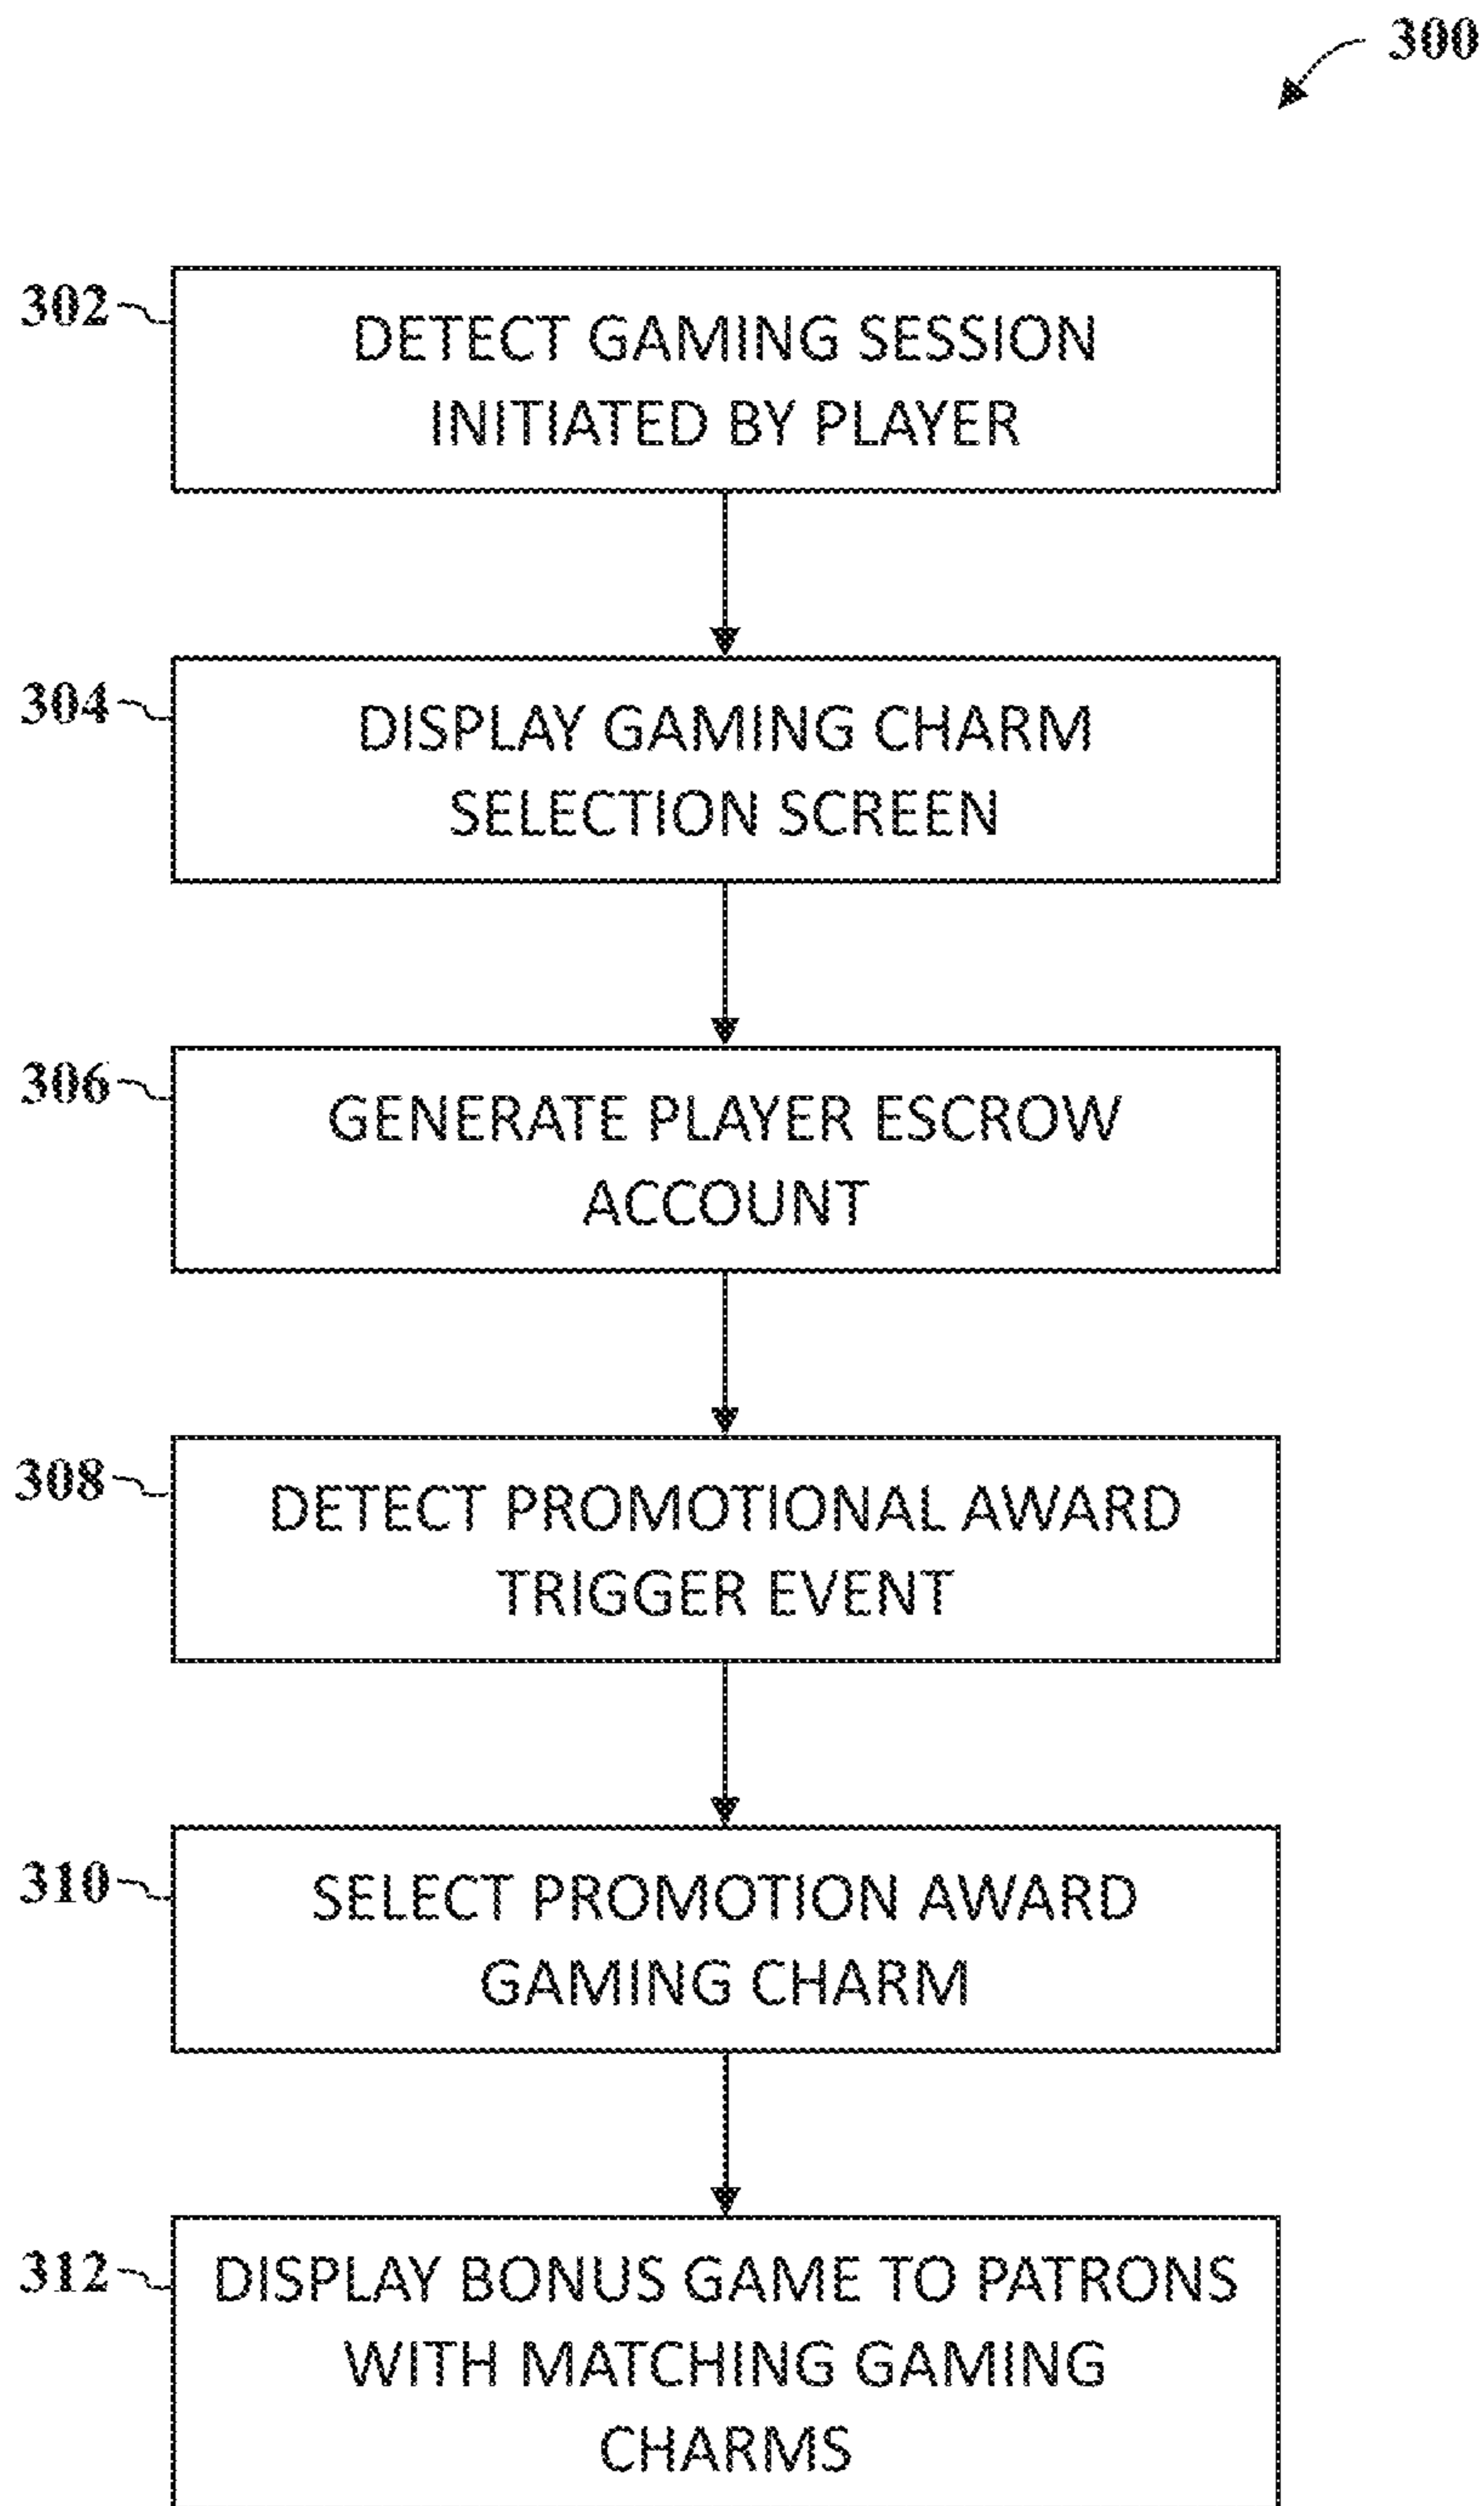 300
302
DETECT GAMING SESSION
INITIATED BY PLAYER
304
DISPLAY GAMING CHARM
SELECTION SCREEN
306
GENERATE PLAYER ESCROW
ACCOUNT
308
DETECT PROMOTIONAL AWARD
TRIGGER EVENT
310
SELECT PROMOTION AWARD
GAMING CHARM
312
DISPLAY BONUS GAME TO PATRONS
WITH MATCHING GAMING
CHARMS